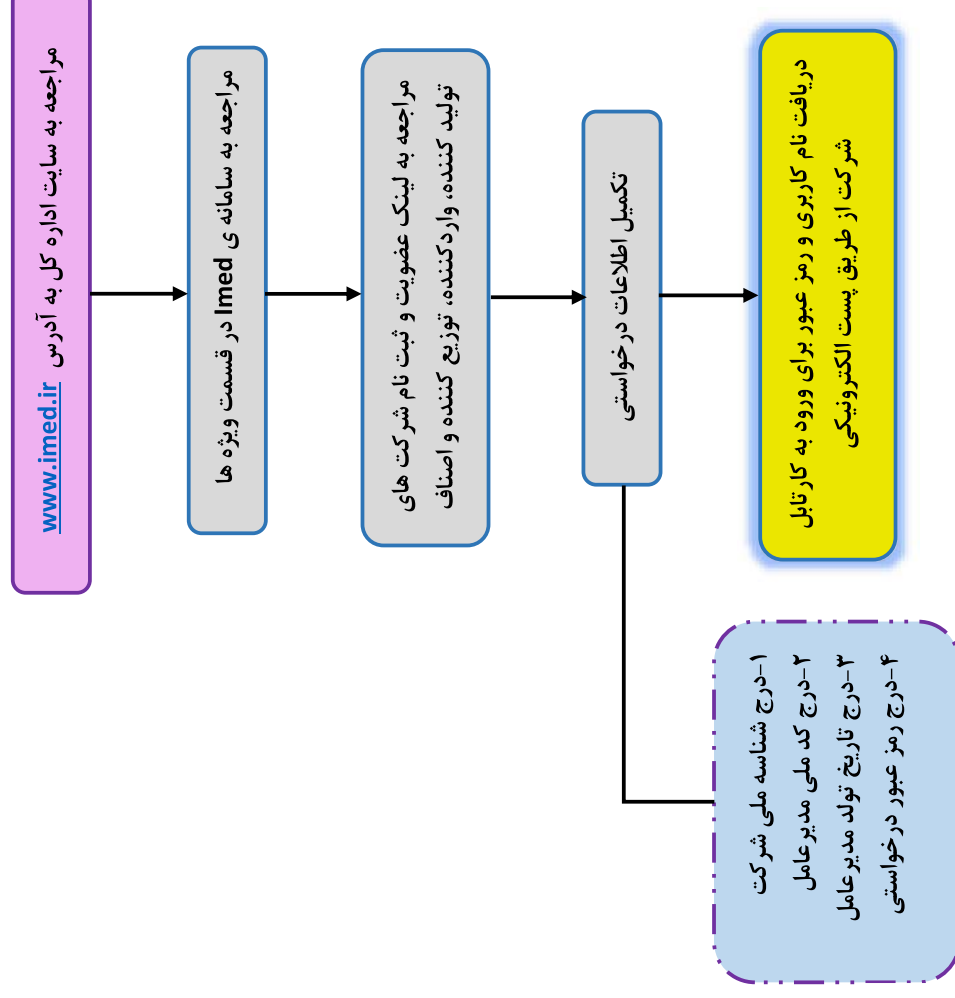 مراجعه به سایت اداره کل به آدرس www.imed.ir
مراجعه به سامانه ی Imed در قسمت ویژه ها
مراجعه به لینک عضویت و ثبت نام شرکت های
تولید کننده، واردکننده، توزیع کننده و اصناف
تکمیل اطلاعات درخواستی
دریافت نام کاربری و رمز عبور برای ورود به کارتابل
شرکت از طریق پست الکترونیکی
۱-درج شناسه ملی شرکت
۲-درج کد ملی مدیرعامل
۳-درج تاریخ تولد مدیرعامل
۴-درج رمز عبور درخواستی